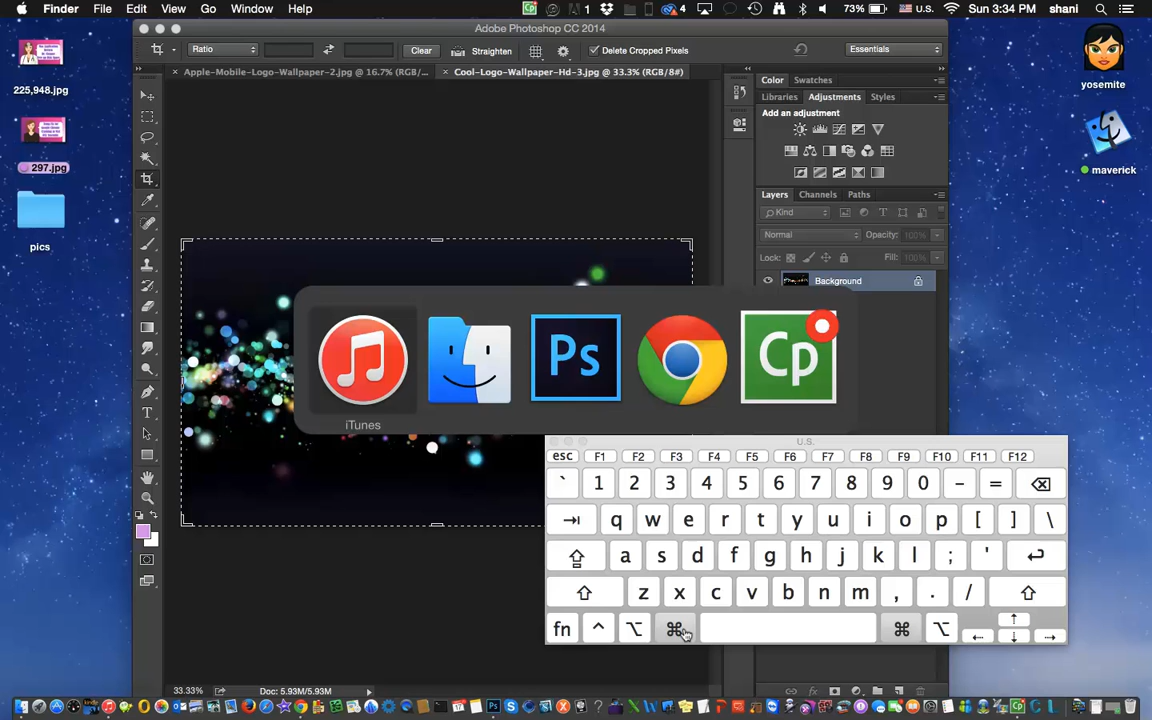 Finder File Edit View Go Window Help
4 73% U.S. Sun 3:34 PM shani
Adobe Photoshop CC 2014
Ratio Clear Straighten Delete Cropped Pixels Essentials
Apple-Mobile-Logo-Wallpaper-2.jpg @ 16.7% (RGB/... Cool-Logo-Wallpaper-Hd-3.jpg @ 33.3% (RGB/8#)
Color Swatches
Libraries Adjustments Styles
Add an adjustment
Layers Channels Paths
Kind
Normal Opacity: 100%
Lock: Fill: 100%
Background
225,948.jpg
297.jpg
pics
yosemite
maverick
Ps Cp
iTunes
U.S.
esc F1 F2 F3 F4 F5 F6 F7 F8 F9 F10 F11 F12
` 1 2 3 4 5 6 7 8 9 0 - =
q w e r t y u i o p [ ] \
a s d f g h j k l ; '
z x c v b n m , . /
fn ^ ⌥ ⌘ ⌘ ⌥
33.33% Doc: 5.93M/5.93M